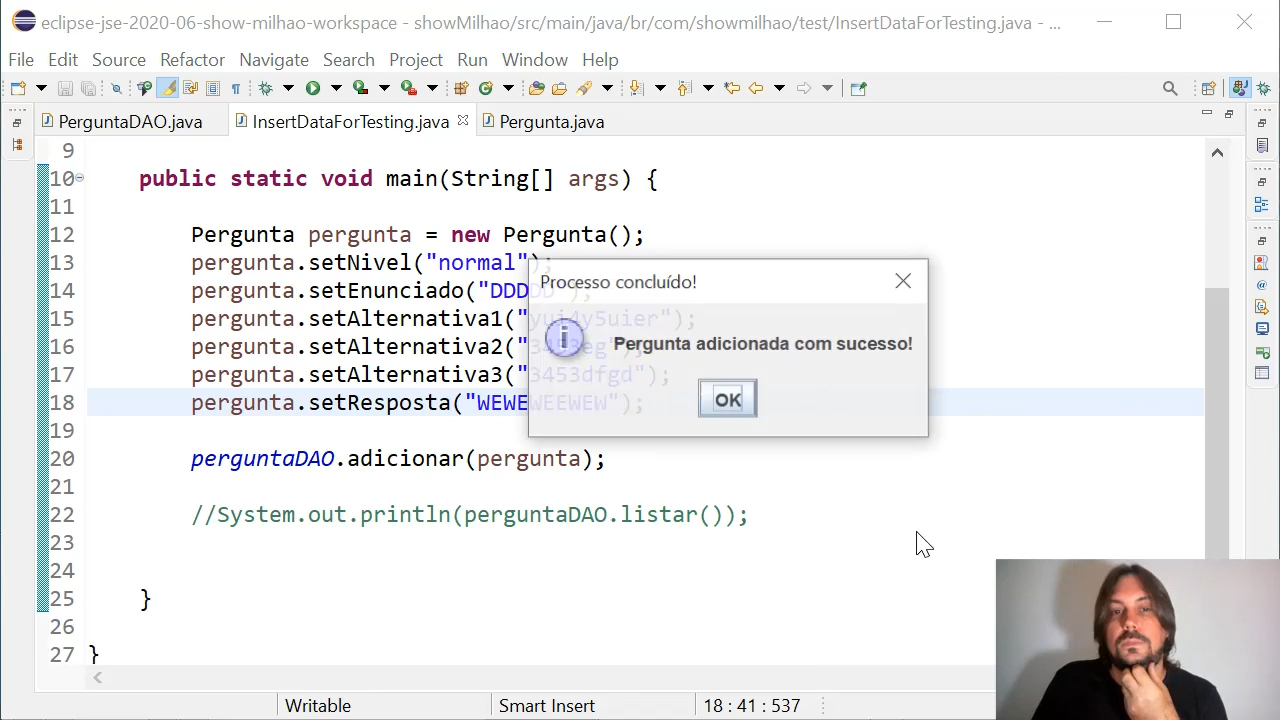 eclipse-jse-2020-06-show-milhao-workspace - showMilhao/src/main/java/br/com/showmilhao/test/InsertDataForTesting.java - ...
File Edit Source Refactor Navigate Search Project Run Window Help
PerguntaDAO.java InsertDataForTesting.java Pergunta.java
9
10 public static void main(String[] args) {
11
12 Pergunta pergunta = new Pergunta();
13 pergunta.setNivel("normal");
14 pergunta.setEnunciado("DDDDD");
15 pergunta.setAlternativa1("yui4y5uier");
16 pergunta.setAlternativa2("3453eg");
17 pergunta.setAlternativa3("3453dfgd");
18 pergunta.setResposta("WEWEWEEWEW");
19
20 perguntaDAO.adicionar(pergunta);
21
22 //System.out.println(perguntaDAO.listar());
23
24
25 }
26
27 }
Processo concluído!
Pergunta adicionada com sucesso!
OK
Writable Smart Insert 18 : 41 : 537